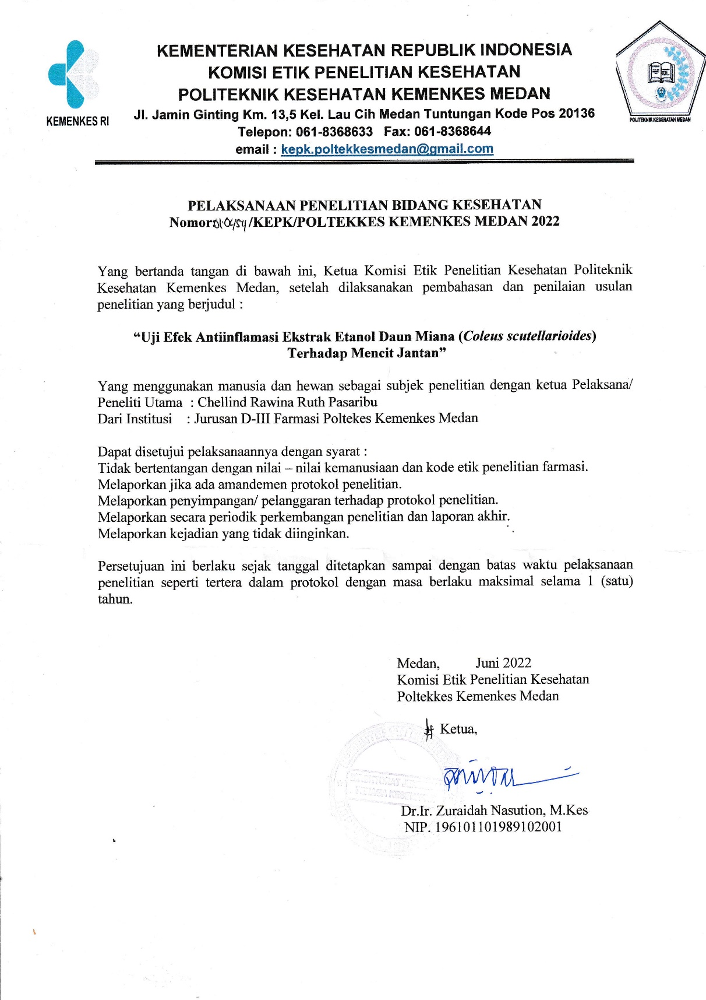 KEMENTERIAN KESEHATAN REPUBLIK INDONESIA
KOMISI ETIK PENELITIAN KESEHATAN
POLITEKNIK KESEHATAN KEMENKES MEDAN
Jl. Jamin Ginting Km. 13,5 Kel. Lau Cih Medan Tuntungan Kode Pos 20136
Telepon: 061-8368633 Fax: 061-8368644
email : kepk.poltekkesmedan@gmail.com
KEMENKES RI
POLITEKNIK KESEHATAN MEDAN
PELAKSANAAN PENELITIAN BIDANG KESEHATAN
Nomor /KEPK/POLTEKKES KEMENKES MEDAN 2022
Yang bertanda tangan di bawah ini, Ketua Komisi Etik Penelitian Kesehatan Politeknik
Kesehatan Kemenkes Medan, setelah dilaksanakan pembahasan dan penilaian usulan
penelitian yang berjudul :
“Uji Efek Antiinflamasi Ekstrak Etanol Daun Miana (Coleus scutellarioides)
Terhadap Mencit Jantan”
Yang menggunakan manusia dan hewan sebagai subjek penelitian dengan ketua Pelaksana/
Peneliti Utama : Chellind Rawina Ruth Pasaribu
Dari Institusi : Jurusan D-III Farmasi Poltekes Kemenkes Medan
Dapat disetujui pelaksanaannya dengan syarat :
Tidak bertentangan dengan nilai – nilai kemanusiaan dan kode etik penelitian farmasi.
Melaporkan jika ada amandemen protokol penelitian.
Melaporkan penyimpangan/ pelanggaran terhadap protokol penelitian.
Melaporkan secara periodik perkembangan penelitian dan laporan akhir.
Melaporkan kejadian yang tidak diinginkan.
Persetujuan ini berlaku sejak tanggal ditetapkan sampai dengan batas waktu pelaksanaan
penelitian seperti tertera dalam protokol dengan masa berlaku maksimal selama 1 (satu)
tahun.
Medan, Juni 2022
Komisi Etik Penelitian Kesehatan
Poltekkes Kemenkes Medan
Ketua,
Dr.Ir. Zuraidah Nasution, M.Kes
NIP. 196101101989102001